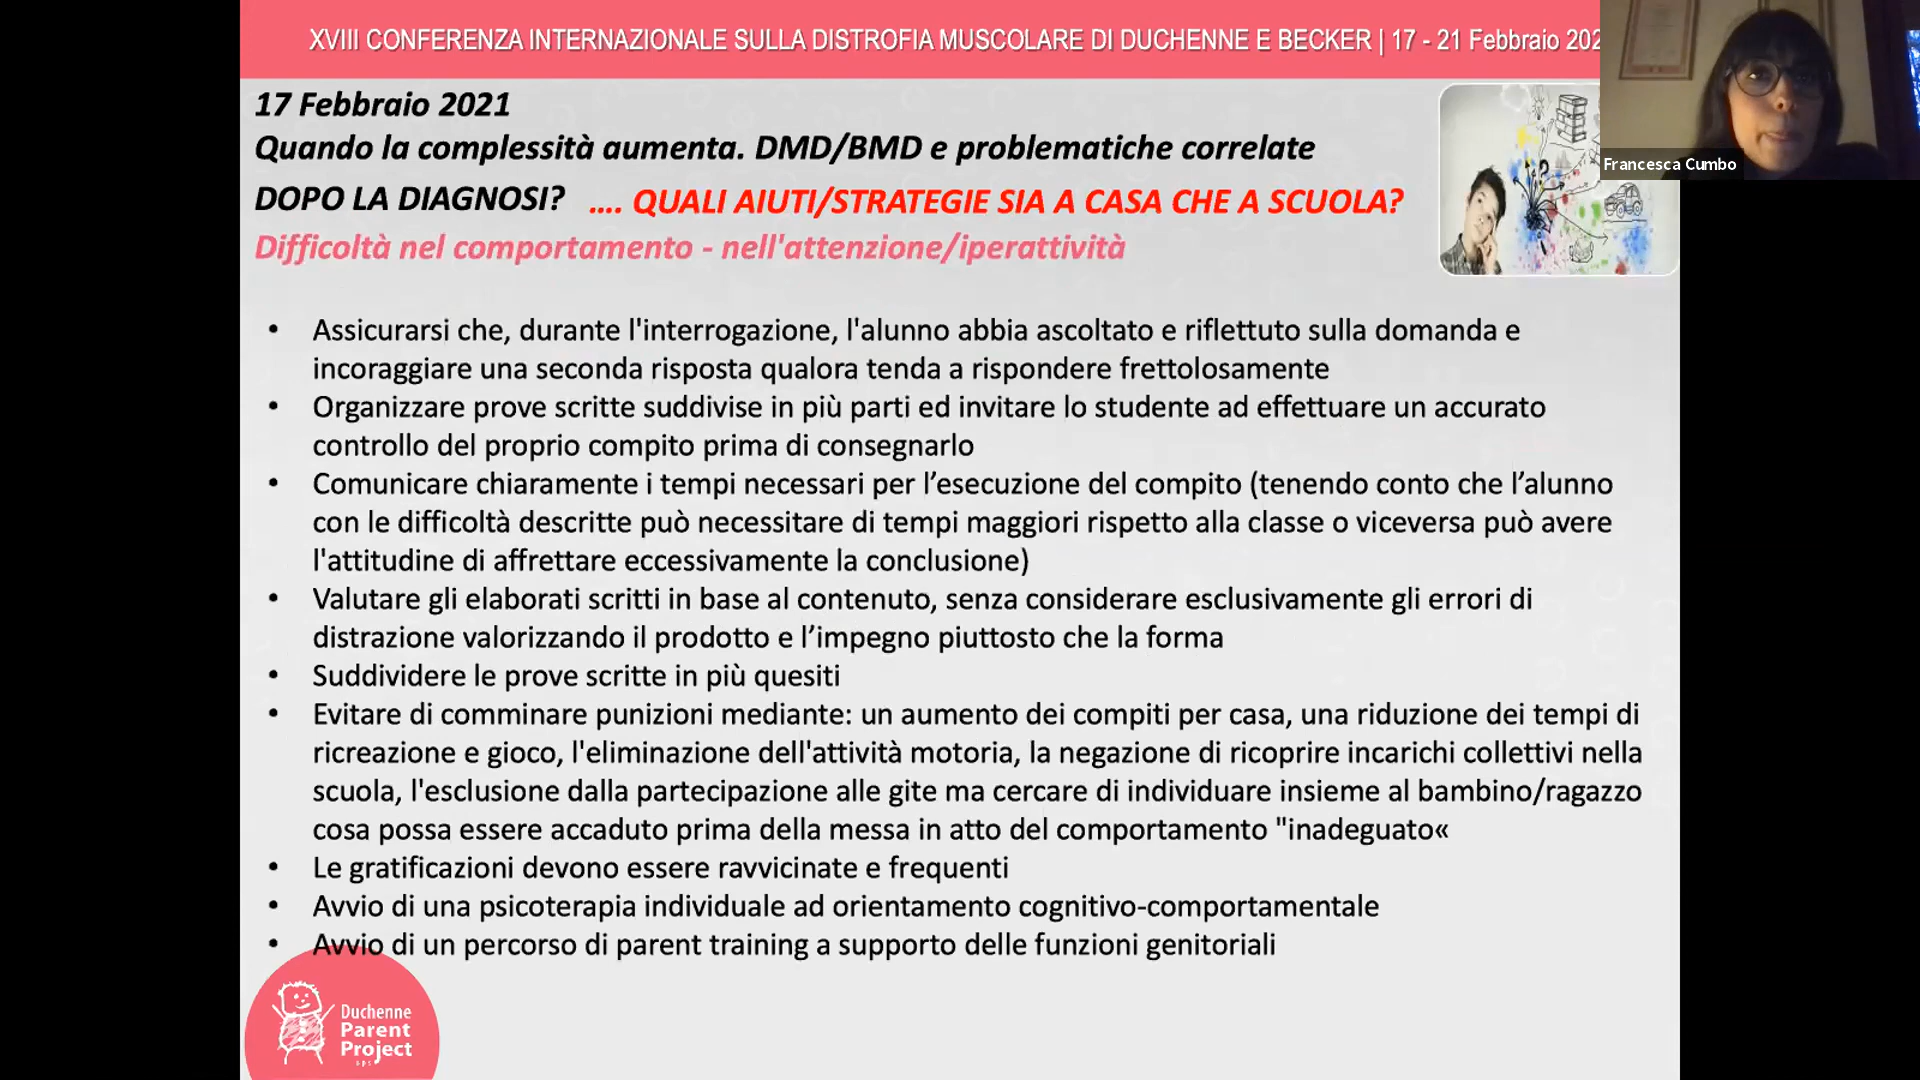 XVIII CONFERENZA INTERNAZIONALE SULLA DISTROFIA MUSCOLARE DI DUCHENNE E BECKER | 17 - 21 Febbraio 202
Francesca Cumbo
17 Febbraio 2021
Quando la complessità aumenta. DMD/BMD e problematiche correlate
DOPO LA DIAGNOSI? .... QUALI AIUTI/STRATEGIE SIA A CASA CHE A SCUOLA?
Difficoltà nel comportamento - nell'attenzione/iperattività
• Assicurarsi che, durante l'interrogazione, l'alunno abbia ascoltato e riflettuto sulla domanda e
incoraggiare una seconda risposta qualora tenda a rispondere frettolosamente
• Organizzare prove scritte suddivise in più parti ed invitare lo studente ad effettuare un accurato
controllo del proprio compito prima di consegnarlo
• Comunicare chiaramente i tempi necessari per l’esecuzione del compito (tenendo conto che l’alunno
con le difficoltà descritte può necessitare di tempi maggiori rispetto alla classe o viceversa può avere
l'attitudine di affrettare eccessivamente la conclusione)
• Valutare gli elaborati scritti in base al contenuto, senza considerare esclusivamente gli errori di
distrazione valorizzando il prodotto e l’impegno piuttosto che la forma
• Suddividere le prove scritte in più quesiti
• Evitare di comminare punizioni mediante: un aumento dei compiti per casa, una riduzione dei tempi di
ricreazione e gioco, l'eliminazione dell'attività motoria, la negazione di ricoprire incarichi collettivi nella
scuola, l'esclusione dalla partecipazione alle gite ma cercare di individuare insieme al bambino/ragazzo
cosa possa essere accaduto prima della messa in atto del comportamento "inadeguato«
• Le gratificazioni devono essere ravvicinate e frequenti
• Avvio di una psicoterapia individuale ad orientamento cognitivo-comportamentale
• Avvio di un percorso di parent training a supporto delle funzioni genitoriali
Duchenne
Parent
Project